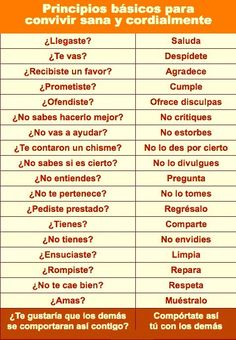 Principios básicos para
convivir sana y cordialmente
¿Llegaste? Saluda
¿Te vas? Despídete
¿Recibiste un favor? Agradece
¿Prometiste? Cumple
¿Ofendiste? Ofrece disculpas
¿No sabes hacerlo mejor? No critiques
¿No vas a ayudar? No estorbes
¿Te contaron un chisme? No lo des por cierto
¿No sabes si es cierto? No lo divulgues
¿No entiendes? Pregunta
¿No te pertenece? No lo tomes
¿Pediste prestado? Regrésalo
¿Tienes? Comparte
¿No tienes? No envidies
¿Ensuciaste? Limpia
¿Rompiste? Repara
¿No te cae bien? Respeta
¿Amas? Muéstralo
¿Te gustaría que los demás Compórtate así
se comportaran así contigo? tú con los demás